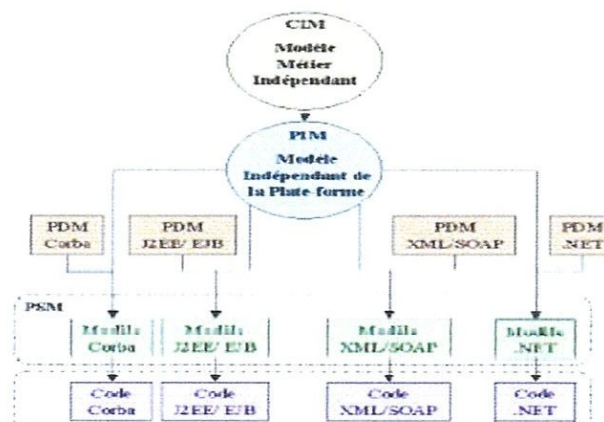 CIM
Modèle
Métier
Indépendant
PIM
Modèle
Indépendant de
la Plate-forme
PDM
Corba
PDM
J2EE/ EJB
PDM
XML/SOAP
PDM
.NET
PSM
Modèle
Corba
Modèle
J2EE/ EJB
Modèle
XML/SOAP
Modèle
.NET
Code
Corba
Code
J2EE/ EJB
Code
XML/SOAP
Code
.NET